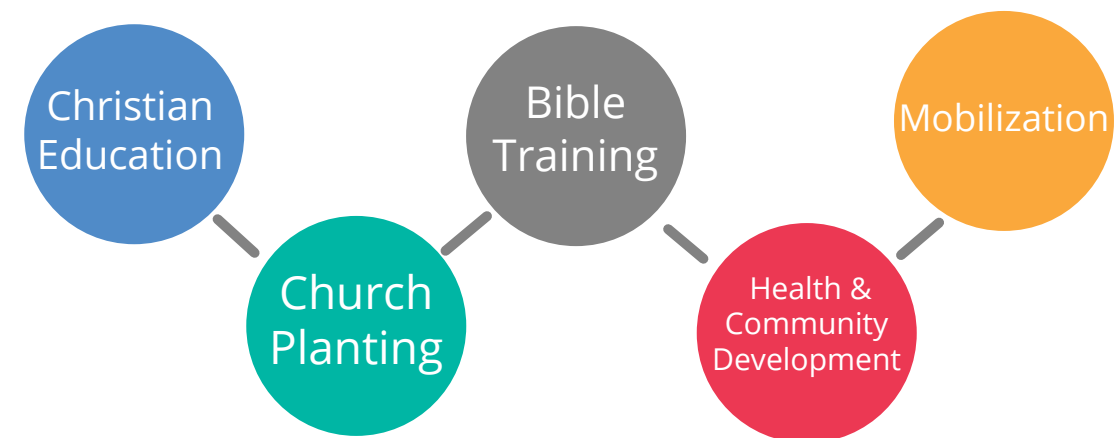 Christian
Education
Church
Planting
Bible
Training
Health &
Community
Development
Mobilization